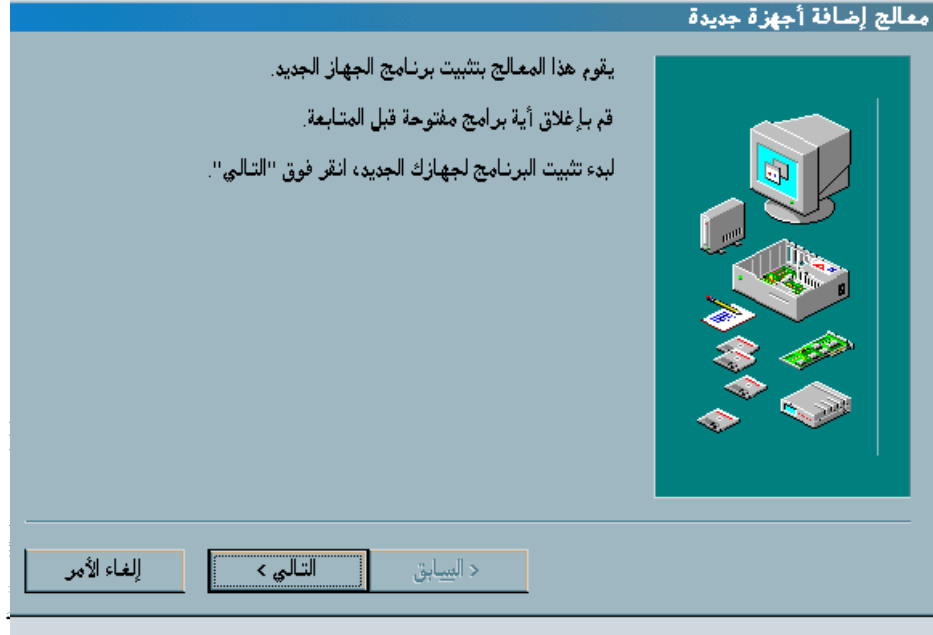 معالج إضافة أجهزة جديدة
يقوم هذا المعالج بتثبيت برنامج الجهاز الجديد.
قم بإغلاق أية برامج مفتوحة قبل المتابعة.
لبدء تثبيت البرنامج لجهازك الجديد، انقر فوق "التالي".
< السابق
التالي >
إلغاء الأمر